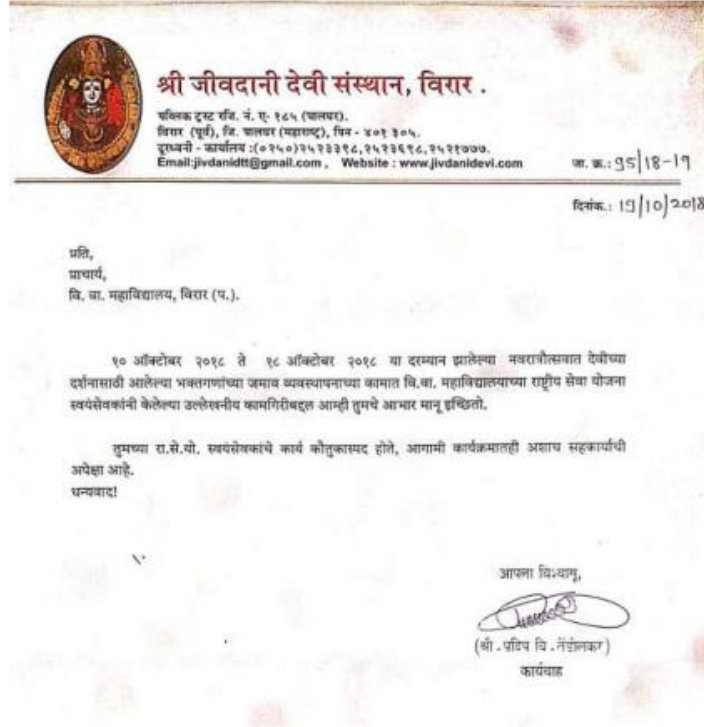 श्री जीवदानी देवी संस्थान, विरार .
पब्लिक ट्रस्ट रजि. नं. ए- १८५ (पालघर).
विरार (पूर्व), जि. पालघर (महाराष्ट्र), पिन - ४०१ ३०५.
दूरध्वनी - कार्यालय :(०२५०)२५२३३१८,२५२३६१८,२५२१७७७.
Email:jivdanidtt@gmail.com , Website : www.jivdanidevi.com
जा. क्र.: 95/18-19
दिनांक.: 19/10/2018
प्रति,
प्राचार्य,
वि. वा. महाविद्यालय, विरार (प.).
१० ऑक्टोबर २०१८ ते १८ ऑक्टोबर २०१८ या दरम्यान झालेल्या नवरात्रौत्सवात देवीच्या
दर्शनासाठी आलेल्या भक्तगणांच्या जमाव व्यवस्थापनाच्या कामात वि.वा. महाविद्यालयाच्या राष्ट्रीय सेवा योजना
स्वयंसेवकांनी केलेल्या उल्लेखनीय कामगिरीबद्दल आम्ही तुमचे आभार मानू इच्छितो.
तुमच्या रा.से.यो. स्वयंसेवकांचे कार्य कौतुकास्पद होते, आगामी कार्यक्रमातही अशाच सहकार्याची
अपेक्षा आहे.
धन्यवाद!
आपला विश्वासू,
(श्री .प्रदिप वि .तेंडोलकर)
कार्यवाह